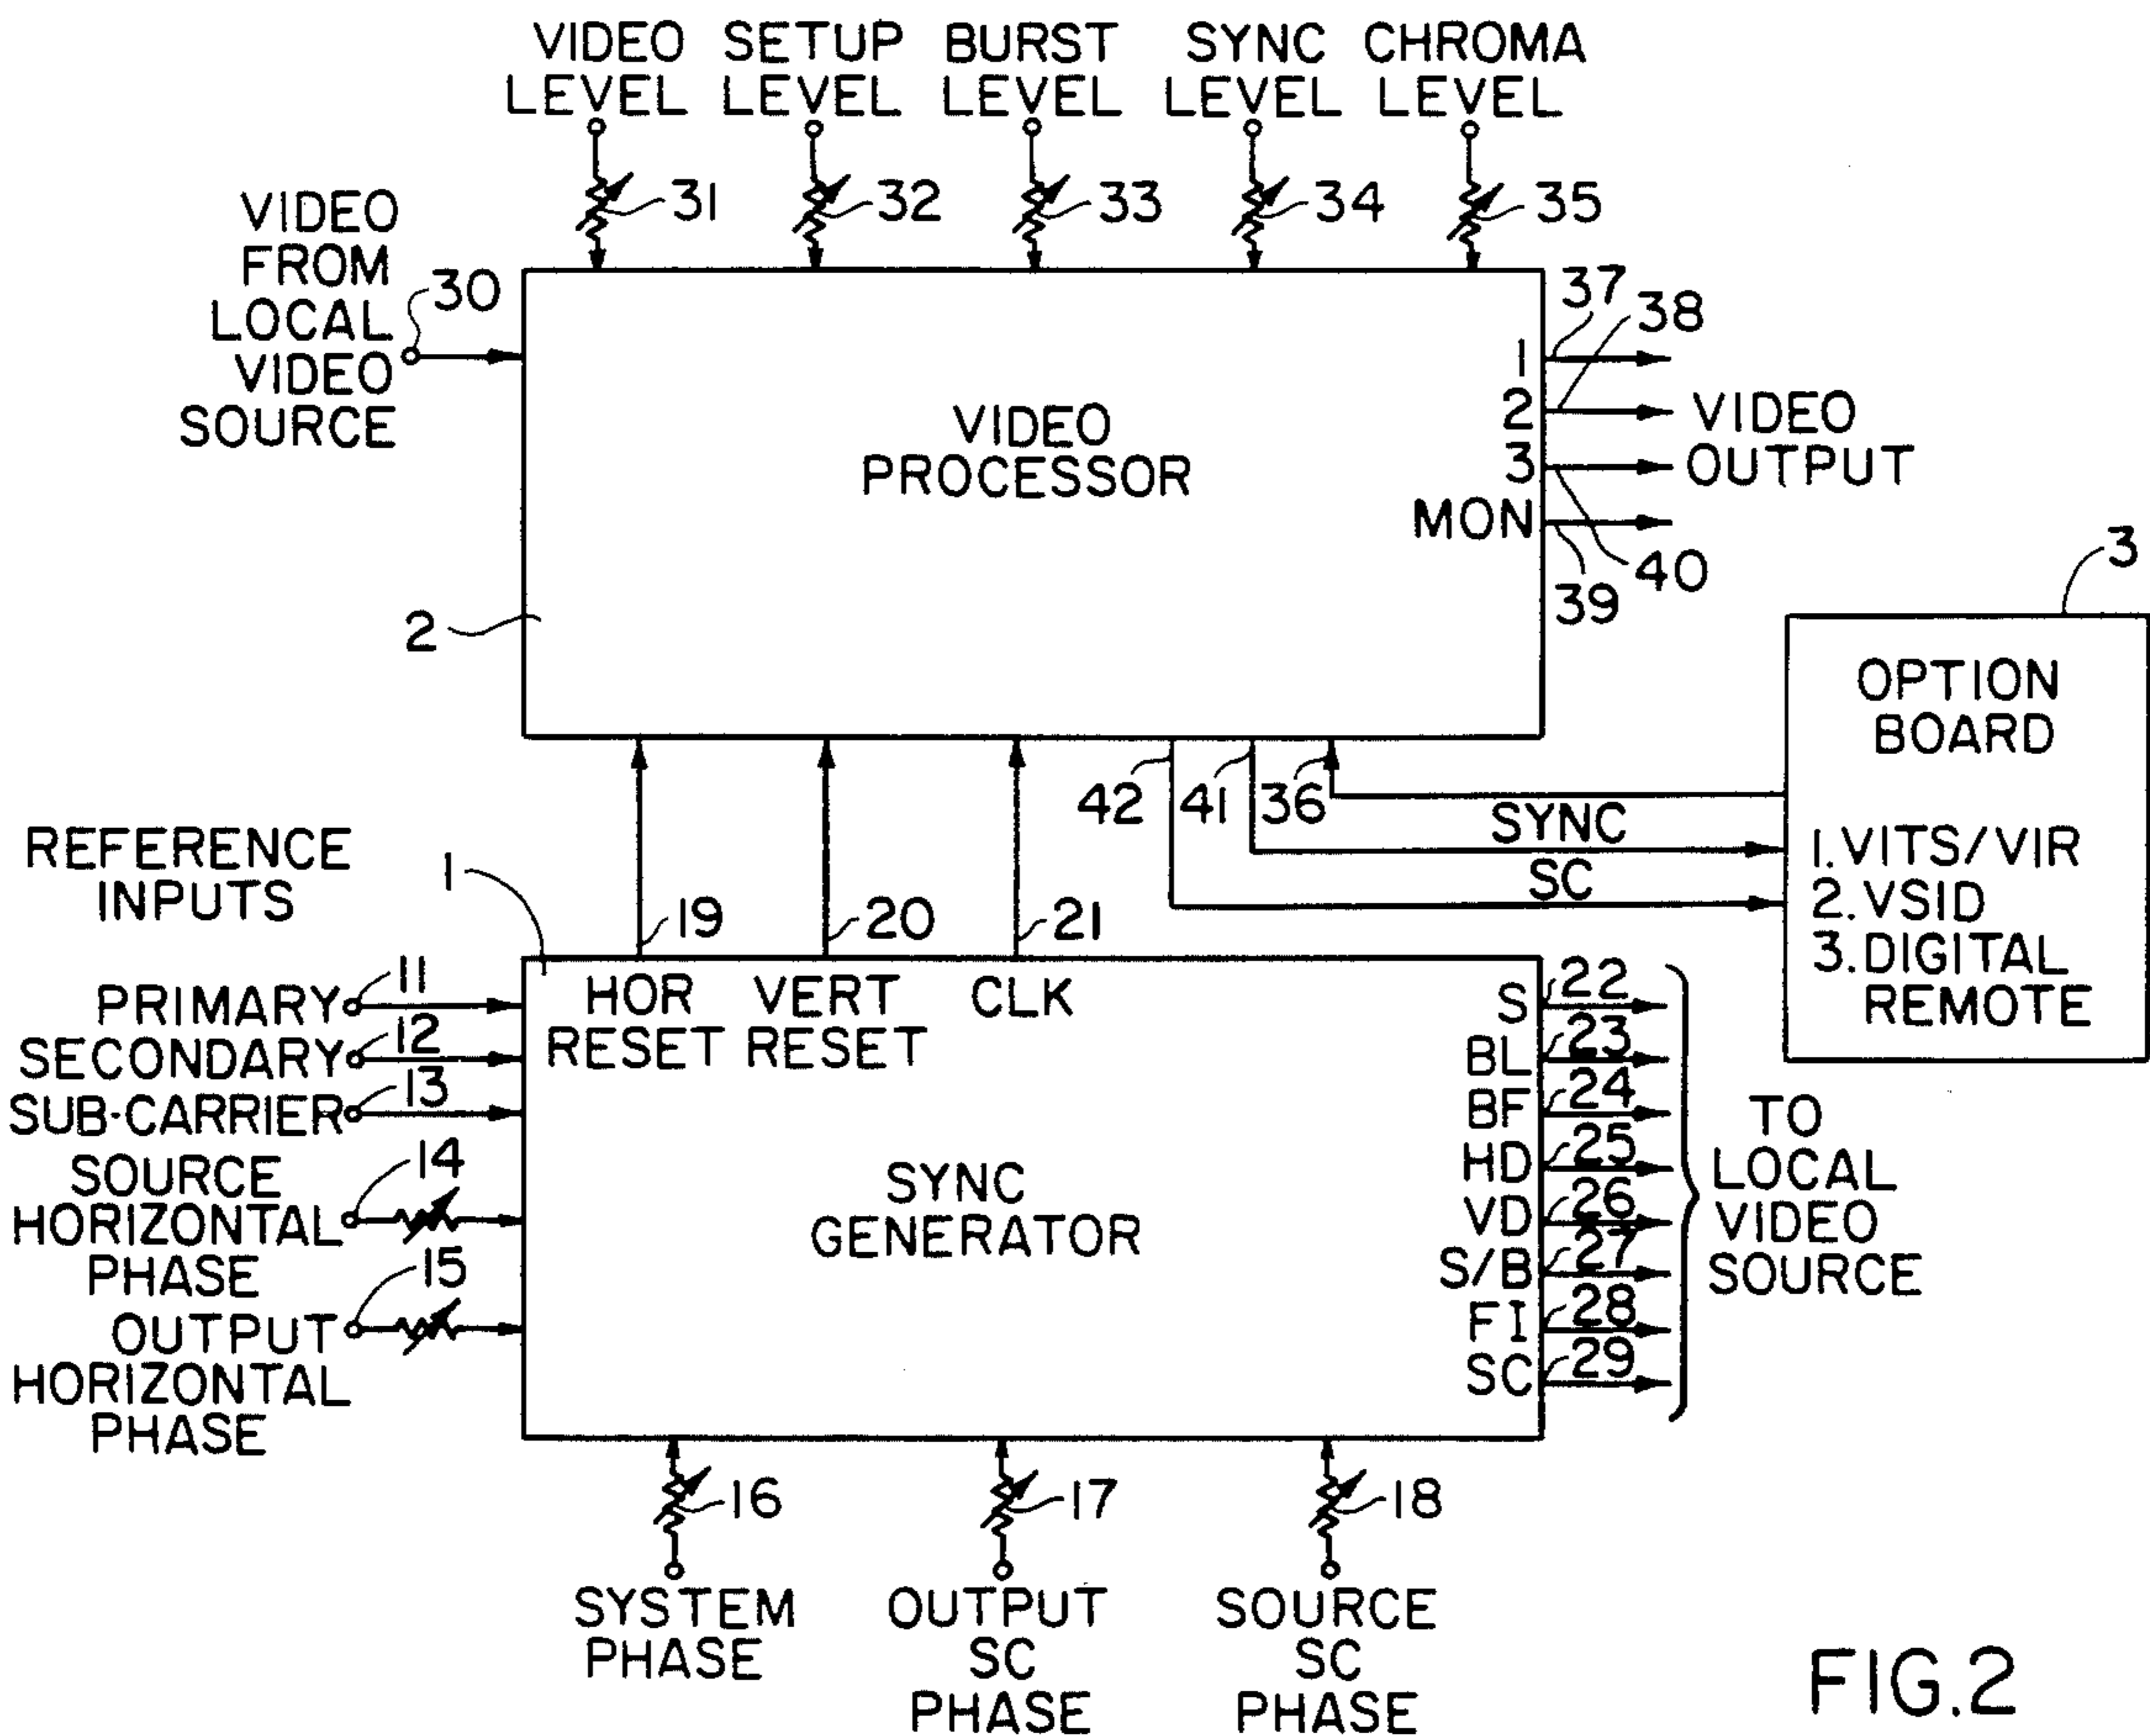 VIDEO LEVEL
SETUP LEVEL
BURST LEVEL
SYNC LEVEL
CHROMA LEVEL
31
32
33
34
35
VIDEO
FROM
LOCAL
VIDEO
SOURCE
30
37
38
1
2
3
MON
VIDEO
OUTPUT
40
39
VIDEO
PROCESSOR
2
3
OPTION
BOARD
1. VITS/VIR
2. VSID
3. DIGITAL
REMOTE
42
41
36
SYNC
SC
REFERENCE
INPUTS
1
19
20
21
HOR
RESET
VERT
RESET
CLK
PRIMARY
11
SECONDARY
12
SUB-CARRIER
13
SOURCE
HORIZONTAL
PHASE
14
OUTPUT
HORIZONTAL
PHASE
15
SYNC
GENERATOR
S
22
BL
23
BF
24
HD
25
VD
26
S/B
27
FI
28
SC
29
TO
LOCAL
VIDEO
SOURCE
16
17
18
SYSTEM
PHASE
OUTPUT
SC
PHASE
SOURCE
SC
PHASE
FIG.2